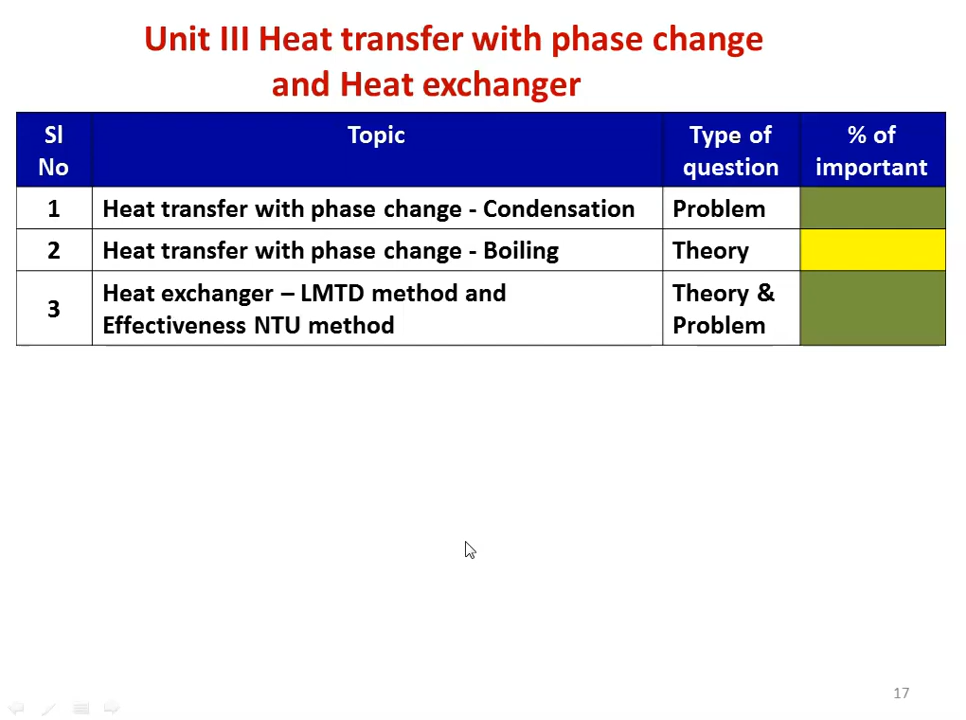 Unit III Heat transfer with phase change
and Heat exchanger
Sl No
Topic
Type of question
% of important
1
Heat transfer with phase change - Condensation
Problem
2
Heat transfer with phase change - Boiling
Theory
3
Heat exchanger – LMTD method and
Effectiveness NTU method
Theory &
Problem
17